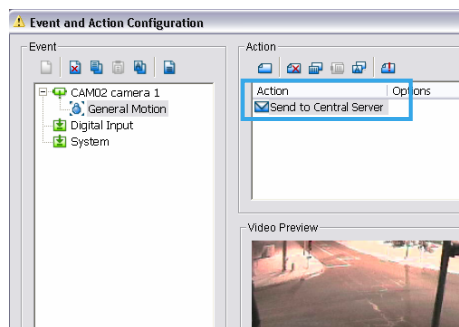 Event and Action Configuration
Event
Action
Action Options
Send to Central Server
CAM02 camera 1
General Motion
Digital Input
System
Video Preview